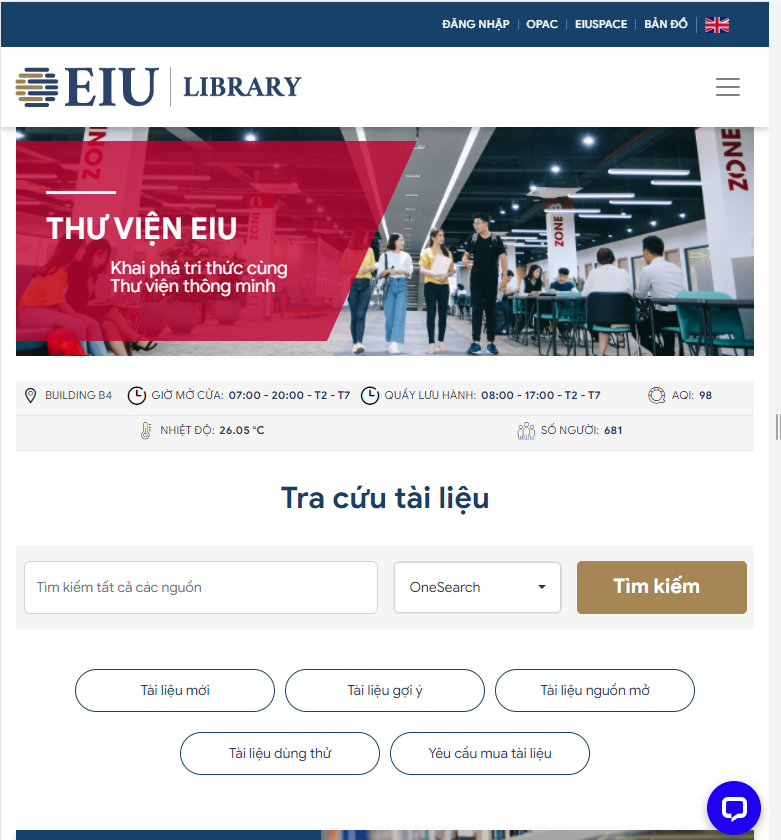 ĐĂNG NHẬP OPAC EIUSPACE BẢN ĐỒ
EIU LIBRARY
ZONE
ZONE
ZONE
ZONE
THƯ VIỆN EIU
Khai phá tri thức cùng
Thư viện thông minh
BUILDING B4 GIỜ MỞ CỬA: 07:00 - 20:00 - T2 - T7 QUẦY LƯU HÀNH: 08:00 - 17:00 - T2 - T7 AQI: 98
NHIỆT ĐỘ: 26.05 °C SỐ NGƯỜI: 681
Tra cứu tài liệu
Tìm kiếm tất cả các nguồn OneSearch Tìm kiếm
Tài liệu mới Tài liệu gợi ý Tài liệu nguồn mở
Tài liệu dùng thử Yêu cầu mua tài liệu